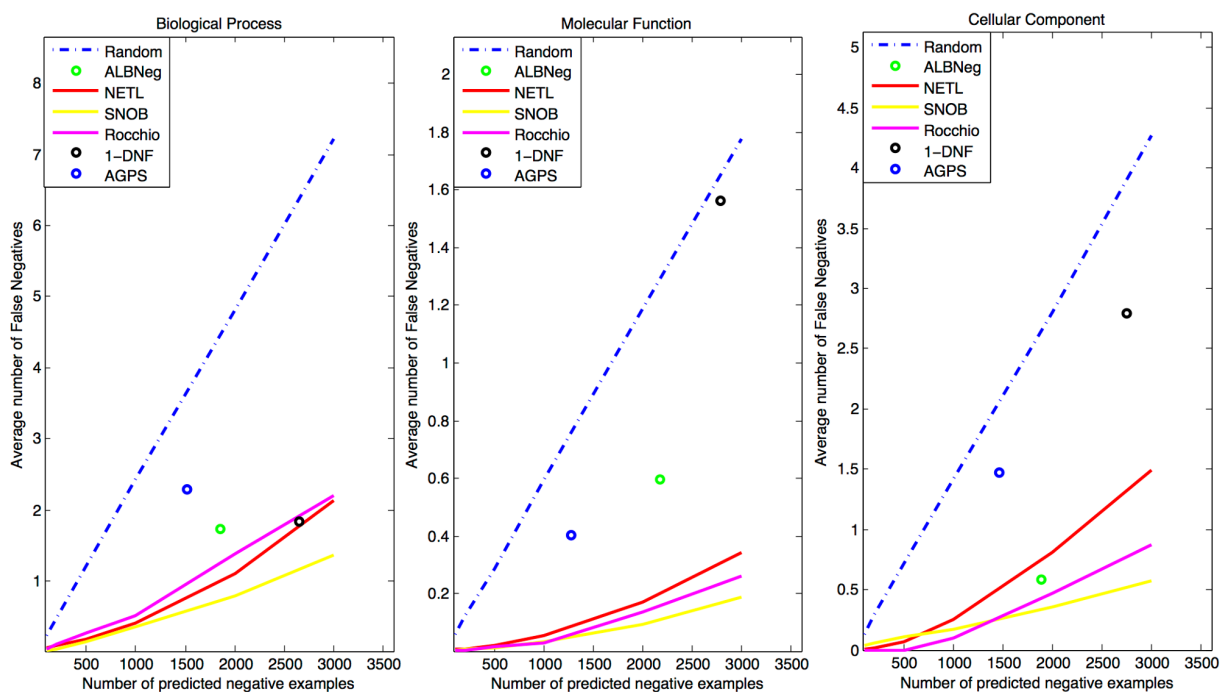 Biological Process
Average number of False Negatives
8
7
6
5
4
3
2
1
Random
ALBNeg
NETL
SNOB
Rocchio
1-DNF
AGPS
500 1000 1500 2000 2500 3000 3500
Number of predicted negative examples
Molecular Function
Average number of False Negatives
2
1.8
1.6
1.4
1.2
1
0.8
0.6
0.4
0.2
Random
ALBNeg
NETL
SNOB
Rocchio
1-DNF
AGPS
500 1000 1500 2000 2500 3000 3500
Number of predicted negative examples
Cellular Component
Average number of False Negatives
5
4.5
4
3.5
3
2.5
2
1.5
1
0.5
0
Random
ALBNeg
NETL
SNOB
Rocchio
1-DNF
AGPS
500 1000 1500 2000 2500 3000 3500
Number of predicted negative examples